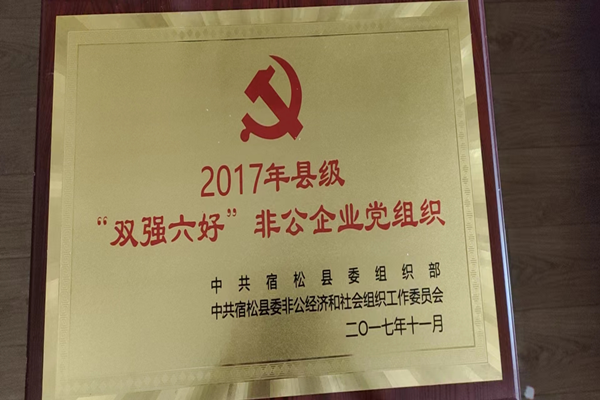 2017年县级
“双强六好”非公企业党组织
中共宿松县委组织部
中共宿松县委非公经济和社会组织工作委员会
二〇一七年十一月